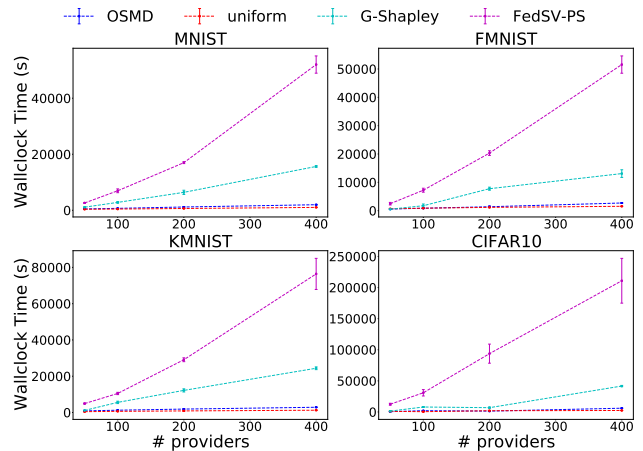 OSMD uniform G-Shapley FedSV-PS
MNIST FMNIST
Wallclock Time (s)
40000
20000
0
100 200 300 400
50000
40000
30000
20000
10000
0
100 200 300 400
KMNIST CIFAR10
Wallclock Time (s)
80000
60000
40000
20000
0
100 200 300 400
# providers
250000
200000
150000
100000
50000
0
100 200 300 400
# providers